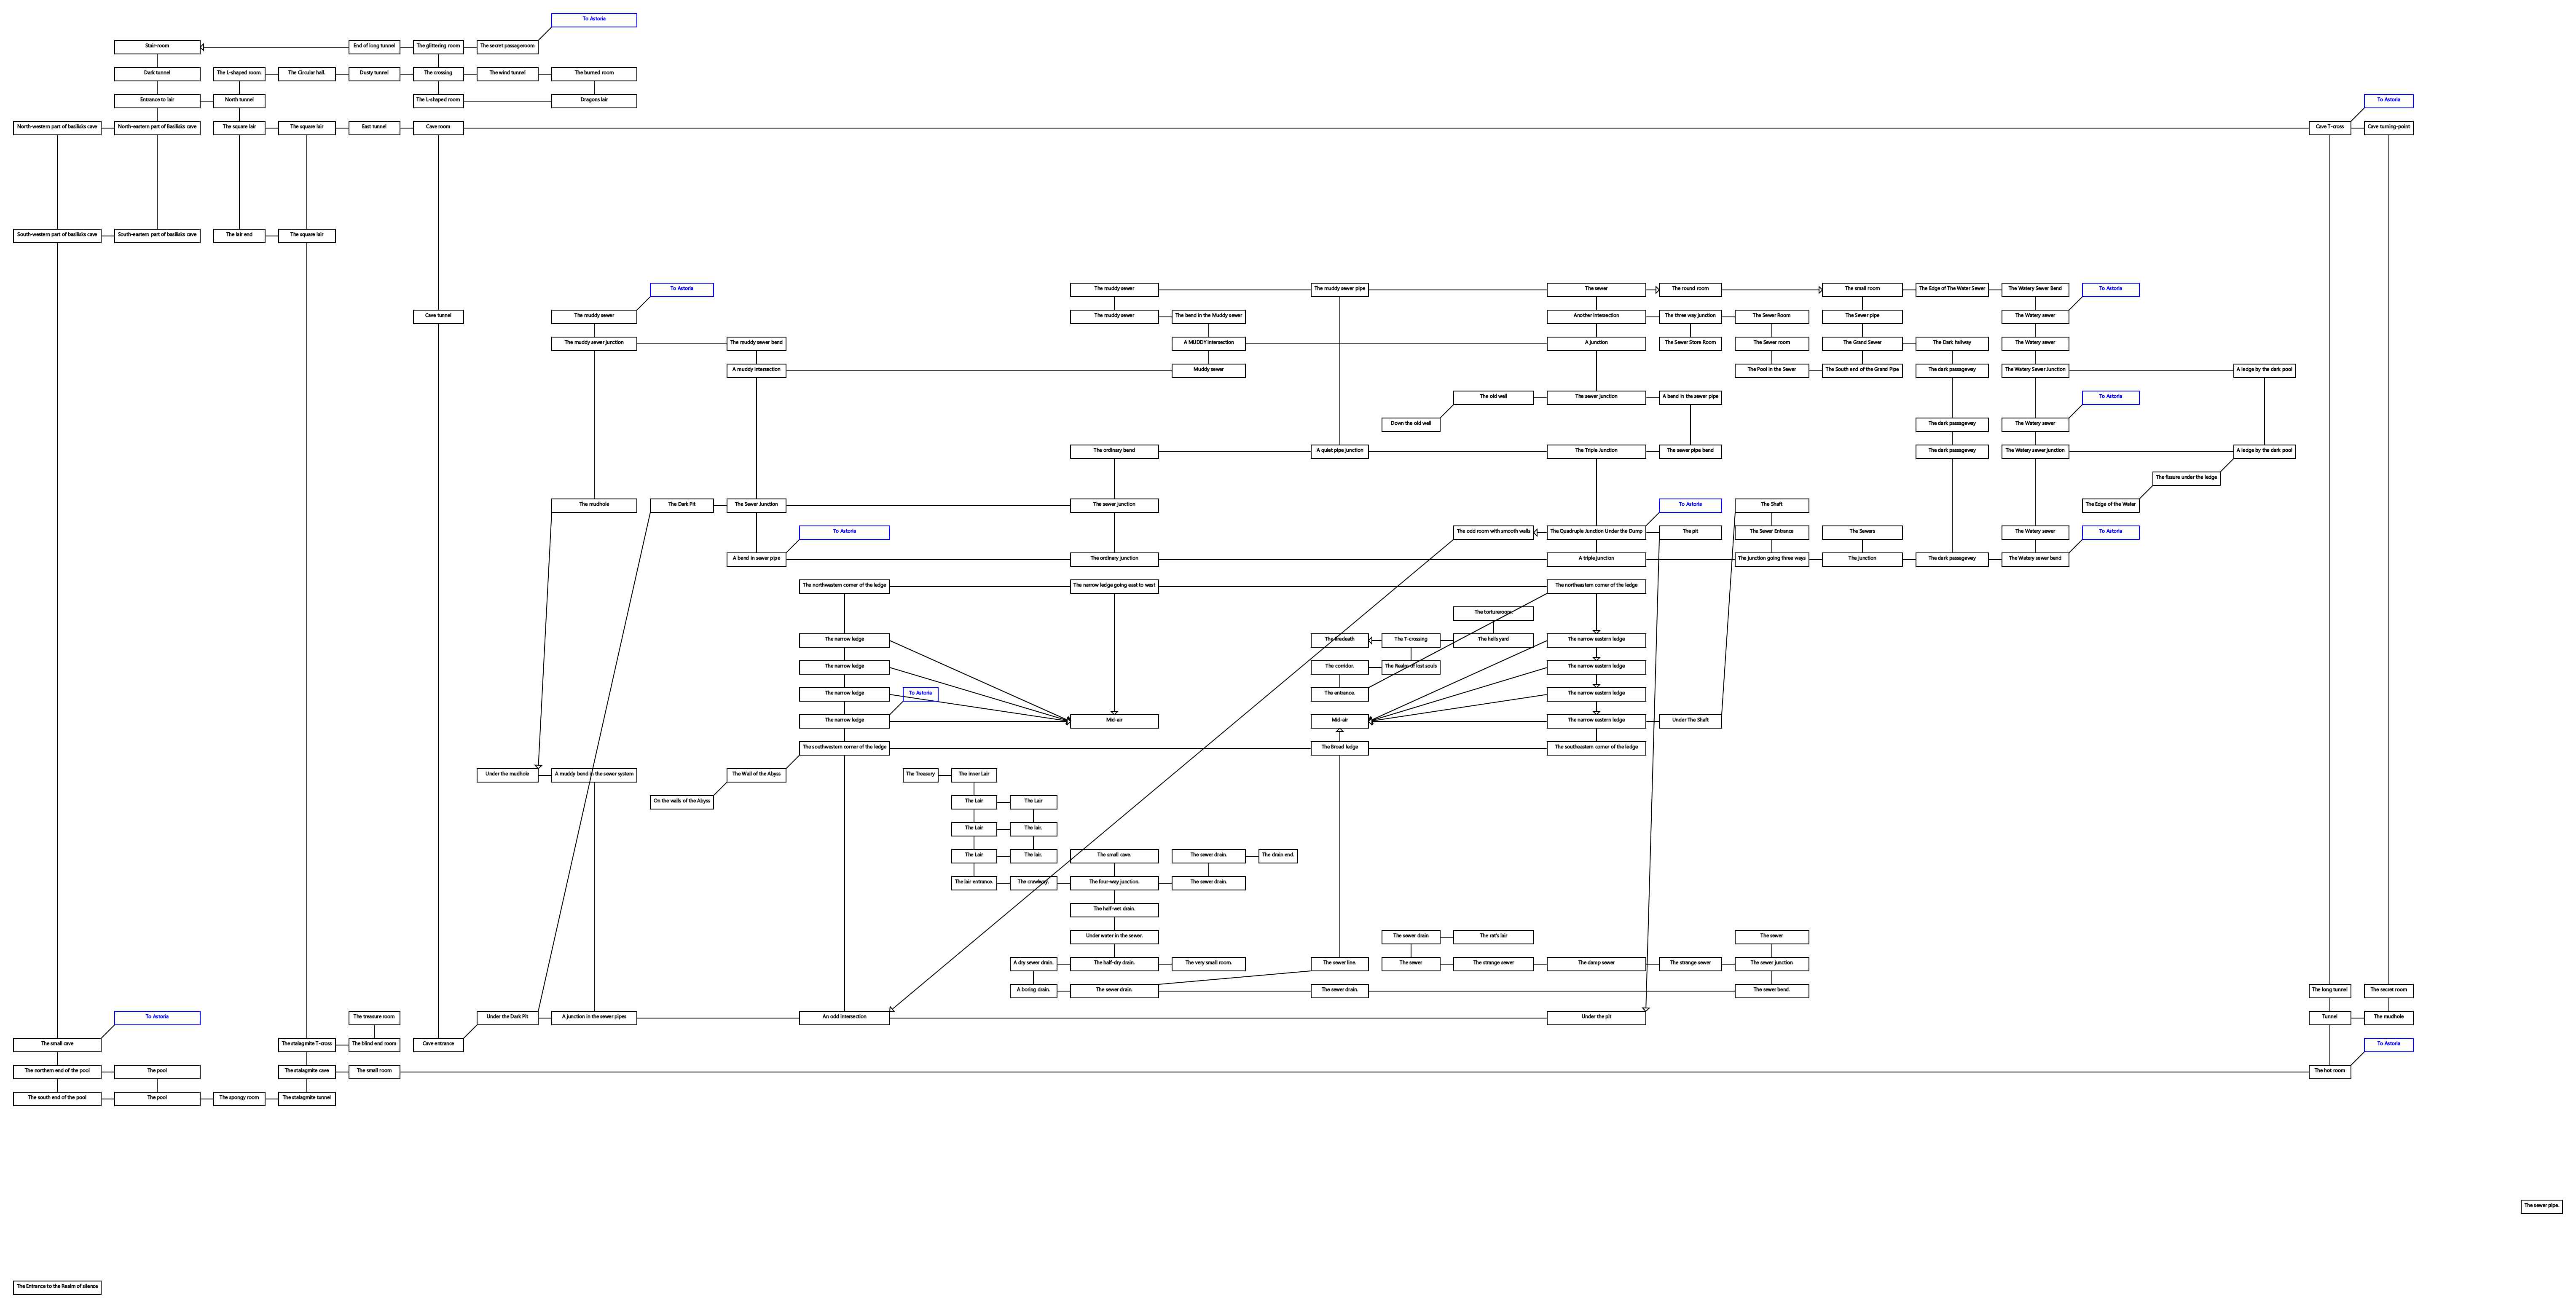 To Astoria
Stair-room
End of long tunnel
The glittering room
The secret passageroom
Dark tunnel
The L-shaped room.
The Circular hall.
Dusty tunnel
The crossing
The wind tunnel
The burned room
Entrance to lair
North tunnel
The L-shaped room
Dragons lair
To Astoria
North-western part of basilisks cave
North-eastern part of Basilisks cave
The square lair
The square lair
East tunnel
Cave room
Cave T-cross
Cave turning-point
South-western part of basilisks cave
South-eastern part of basilisks cave
The lair end
The square lair
To Astoria
The muddy sewer
The muddy sewer pipe
The sewer
The round room
The small room
The Edge of The Water Sewer
The Watery Sewer Bend
To Astoria
Cave tunnel
The muddy sewer
The muddy sewer
The bend in the Muddy sewer
Another intersection
The three way junction
The Sewer Room
The Sewer pipe
The Watery sewer
The muddy sewer junction
The muddy sewer bend
A MUDDY intersection
A junction
The Sewer Store Room
The Sewer room
The Grand Sewer
The Dark hallway
The Watery sewer
A muddy intersection
Muddy sewer
The Pool in the Sewer
The South end of the Grand Pipe
The dark passageway
The Watery Sewer Junction
A ledge by the dark pool
The old well
The sewer junction
A bend in the sewer pipe
To Astoria
Down the old well
The dark passageway
The Watery sewer
The ordinary bend
A quiet pipe junction
The Triple Junction
The sewer pipe bend
The dark passageway
The Watery sewer junction
A ledge by the dark pool
The fissure under the ledge
The mudhole
The Dark Pit
The Sewer Junction
The sewer junction
To Astoria
The Shaft
The Edge of the Water
To Astoria
The odd room with smooth walls
The Quadruple Junction Under the Dump
The pit
The Sewer Entrance
The Sewers
The Watery sewer
To Astoria
A bend in sewer pipe
The ordinary junction
A triple junction
The junction going three ways
The junction
The dark passageway
The Watery sewer bend
The northwestern corner of the ledge
The narrow ledge going east to west
The northeastern corner of the ledge
The tortureroom.
The narrow ledge
The firedeath
The T-crossing
The hells yard
The narrow eastern ledge
The narrow ledge
The corridor.
The Realm of lost souls
The narrow eastern ledge
The narrow ledge
To Astoria
The entrance.
The narrow eastern ledge
The narrow ledge
Mid-air
Mid-air
The narrow eastern ledge
Under The Shaft
The southwestern corner of the ledge
The Broad ledge
The southeastern corner of the ledge
Under the mudhole
A muddy bend in the sewer system
The Wall of the Abyss
The Treasury
The inner Lair
On the walls of the Abyss
The Lair
The Lair
The Lair
The lair.
The Lair
The lair.
The small cave.
The sewer drain.
The drain end.
The lair entrance.
The crawlway.
The four-way junction.
The sewer drain.
The half-wet drain.
Under water in the sewer.
The sewer drain
The rat's lair
The sewer
A dry sewer drain.
The half-dry drain.
The very small room.
The sewer line.
The sewer
The strange sewer
The damp sewer
The strange sewer
The sewer junction
A boring drain.
The sewer drain.
The sewer drain.
The sewer bend.
The long tunnel
The secret room
To Astoria
The treasure room
Under the Dark Pit
A junction in the sewer pipes
An odd intersection
Under the pit
Tunnel
The mudhole
The small cave
The stalagmite T-cross
The blind end room
Cave entrance
To Astoria
The northern end of the pool
The pool
The stalagmite cave
The small room
The hot room
The south end of the pool
The pool
The spongy room
The stalagmite tunnel
The sewer pipe.
The Entrance to the Realm of silence